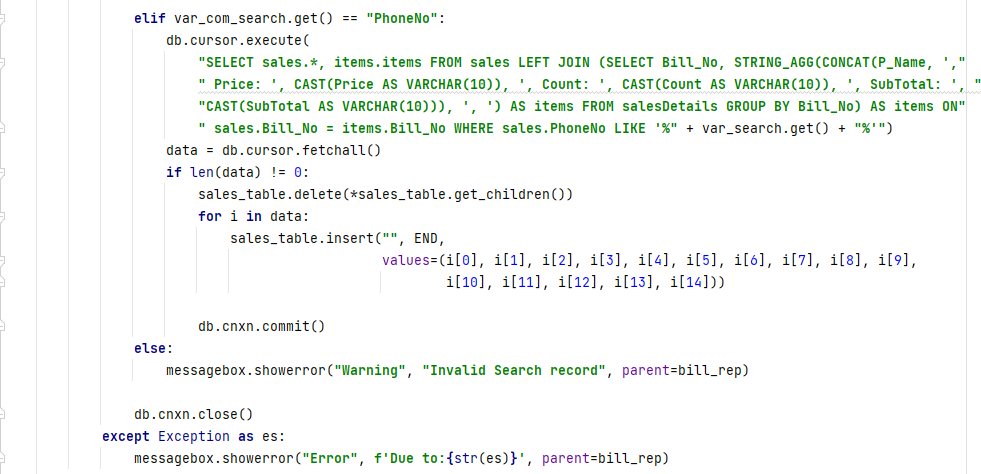 elif var_com_search.get() == "PhoneNo":
db.cursor.execute(
"SELECT sales.*, items.items FROM sales LEFT JOIN (SELECT Bill_No, STRING_AGG(CONCAT(P_Name, ',"
" Price: ', CAST(Price AS VARCHAR(10)), ', Count: ', CAST(Count AS VARCHAR(10)), ', SubTotal: ', "
"CAST(SubTotal AS VARCHAR(10))), ', ') AS items FROM salesDetails GROUP BY Bill_No) AS items ON"
" sales.Bill_No = items.Bill_No WHERE sales.PhoneNo LIKE '%" + var_search.get() + "%'")
data = db.cursor.fetchall()
if len(data) != 0:
sales_table.delete(*sales_table.get_children())
for i in data:
sales_table.insert("", END,
values=(i[0], i[1], i[2], i[3], i[4], i[5], i[6], i[7], i[8], i[9],
i[10], i[11], i[12], i[13], i[14]))
db.cnxn.commit()
else:
messagebox.showerror("Warning", "Invalid Search record", parent=bill_rep)
db.cnxn.close()
except Exception as es:
messagebox.showerror("Error", f'Due to:{str(es)}', parent=bill_rep)